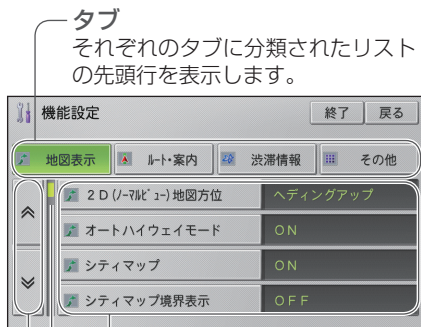 タブ
それぞれのタブに分類されたリスト
の先頭行を表示します。
機能設定 終了 戻る
地図表示 ルート・案内 渋滞情報 その他
2D(ノーマルビュー)地図方位 ヘディングアップ
オートハイウェイモード ON
シティマップ ON
シティマップ境界表示 OFF